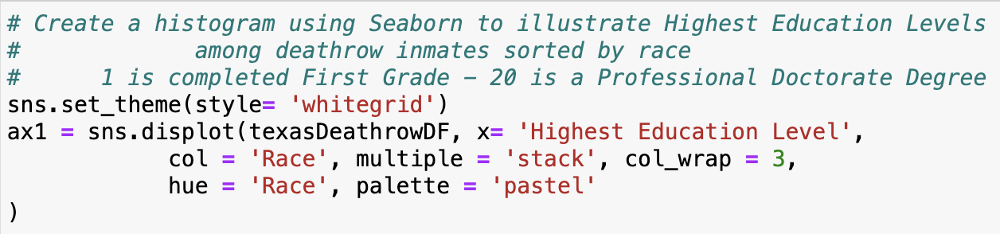 # Create a histogram using Seaborn to illustrate Highest Education Levels
#              among deathrow inmates sorted by race
#      1 is completed First Grade – 20 is a Professional Doctorate Degree
sns.set_theme(style= 'whitegrid')
ax1 = sns.displot(texasDeathrowDF, x= 'Highest Education Level',
            col = 'Race', multiple = 'stack', col_wrap = 3,
            hue = 'Race', palette = 'pastel'
)